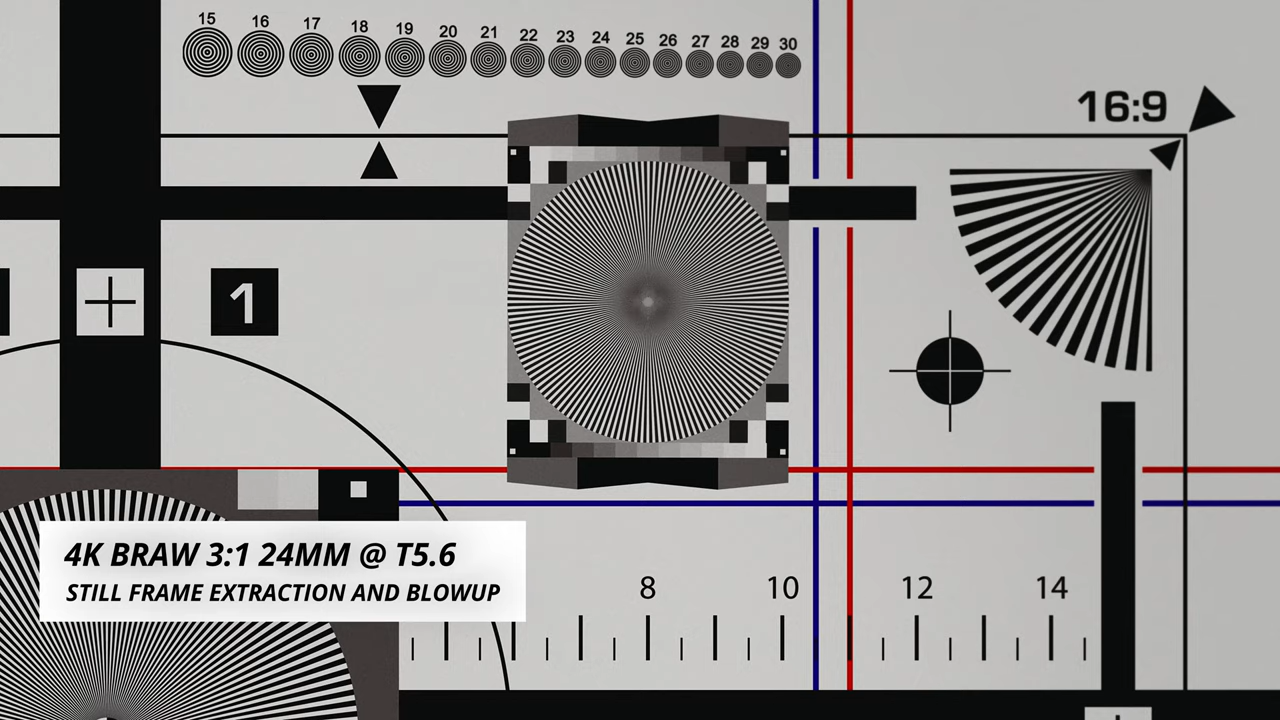 15 16 17 18 19 20 21 22 23 24 25 26 27 28 29 30
16:9
1
4K BRAW 3:1 24MM @ T5.6
STILL FRAME EXTRACTION AND BLOWUP
8 10 12 14